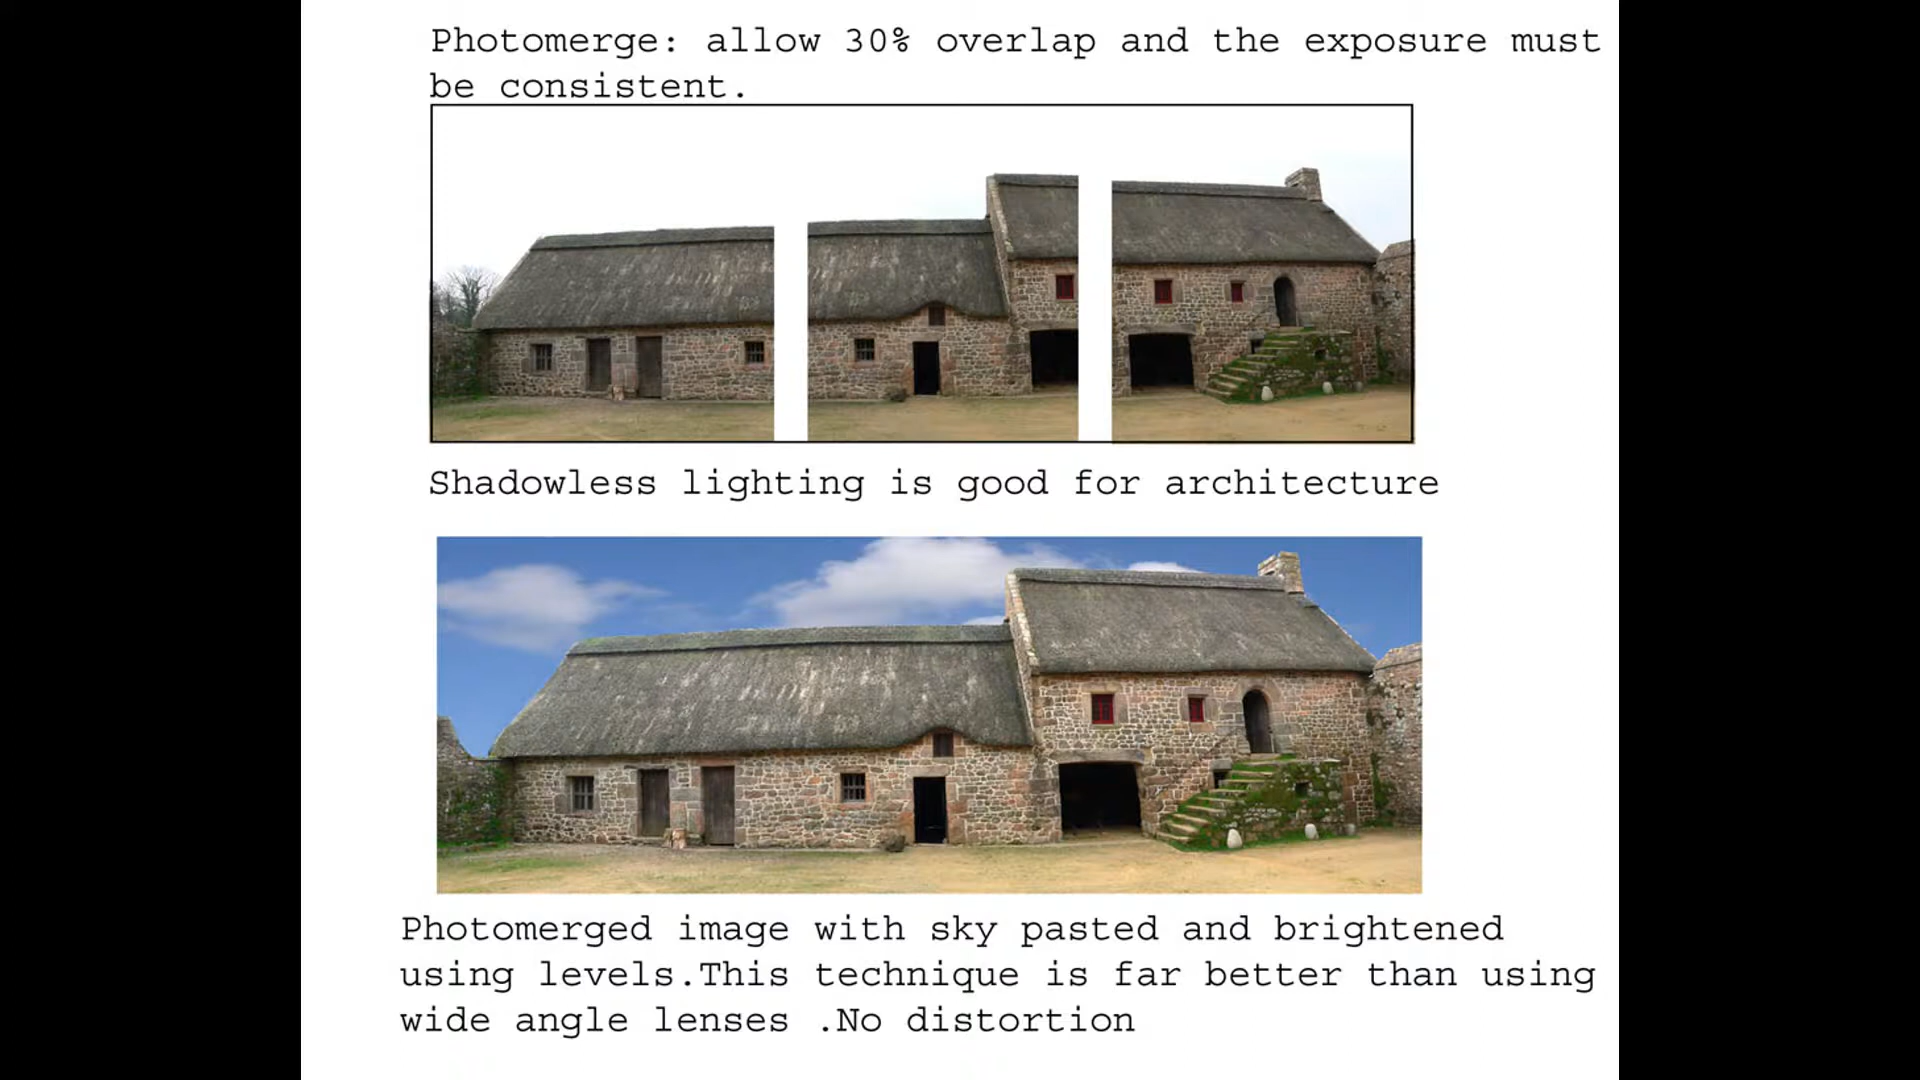 Photomerge: allow 30% overlap and the exposure must
be consistent.
Shadowless lighting is good for architecture
Photomerged image with sky pasted and brightened
using levels.This technique is far better than using
wide angle lenses .No distortion